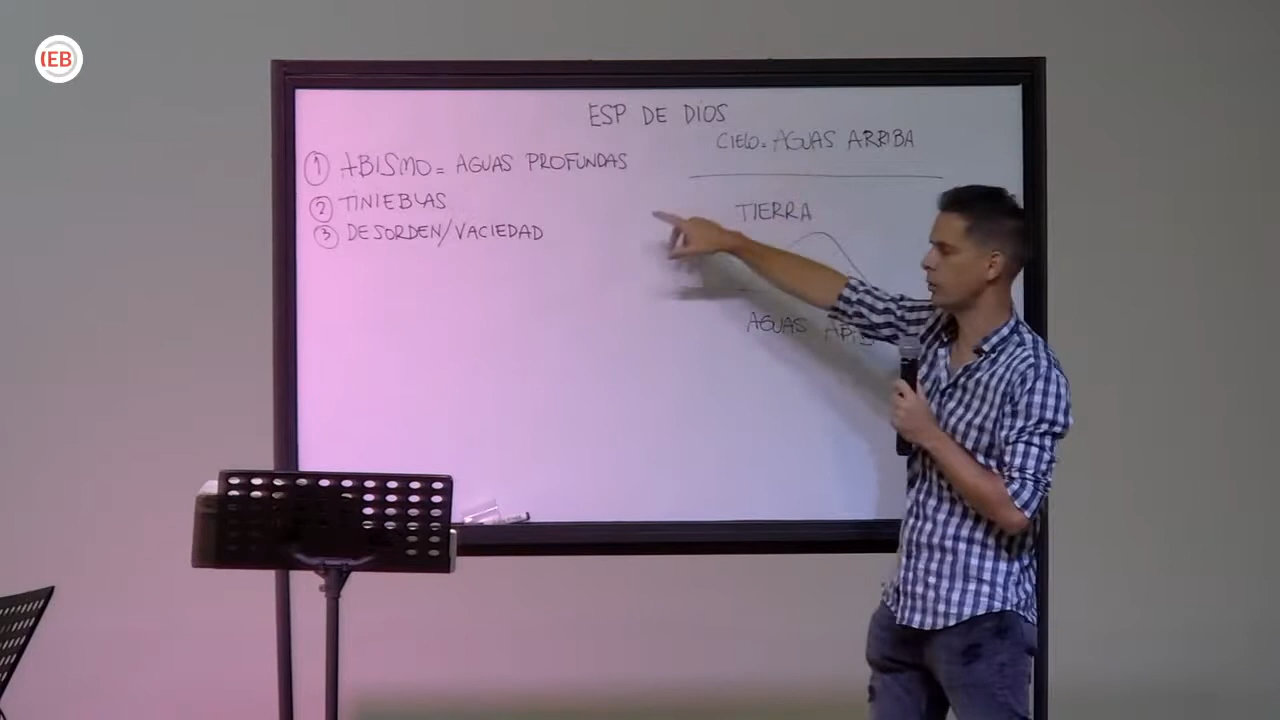 IEB
ESP DE DIOS
① ABISMO = AGUAS PROFUNDAS
② TINIEBLAS
③ DESORDEN/VACIEDAD
CIELO = AGUAS ARRIBA
TIERRA
AGUAS